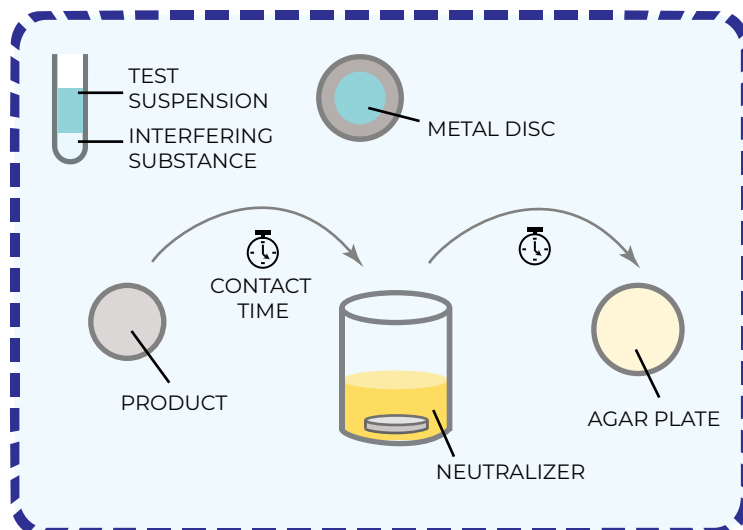 TEST
SUSPENSION
INTERFERING
SUBSTANCE
METAL DISC
CONTACT
TIME
PRODUCT
AGAR PLATE
NEUTRALIZER